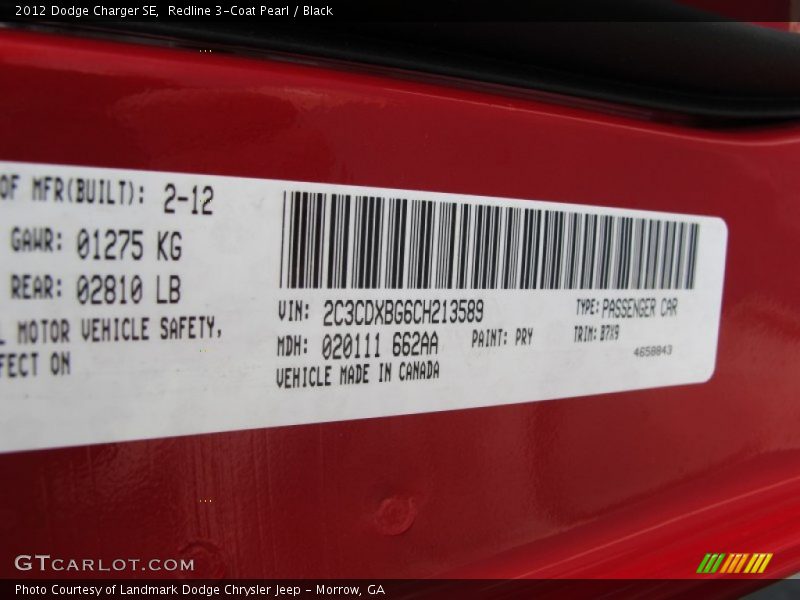 2012 Dodge Charger SE, Redline 3-Coat Pearl / Black
OF MFR(BUILT): 2-12
GAWR: 01275 KG
REAR: 02810 LB
L MOTOR VEHICLE SAFETY,
FECT ON
VIN: 2C3CDXBG6CH213589
TYPE: PASSENGER CAR
MDH: 020111 662AA
PAINT: PRY
TRIM: B7X9
VEHICLE MADE IN CANADA
4658843
GTCARLOT.COM
Photo Courtesy of Landmark Dodge Chrysler Jeep - Morrow, GA